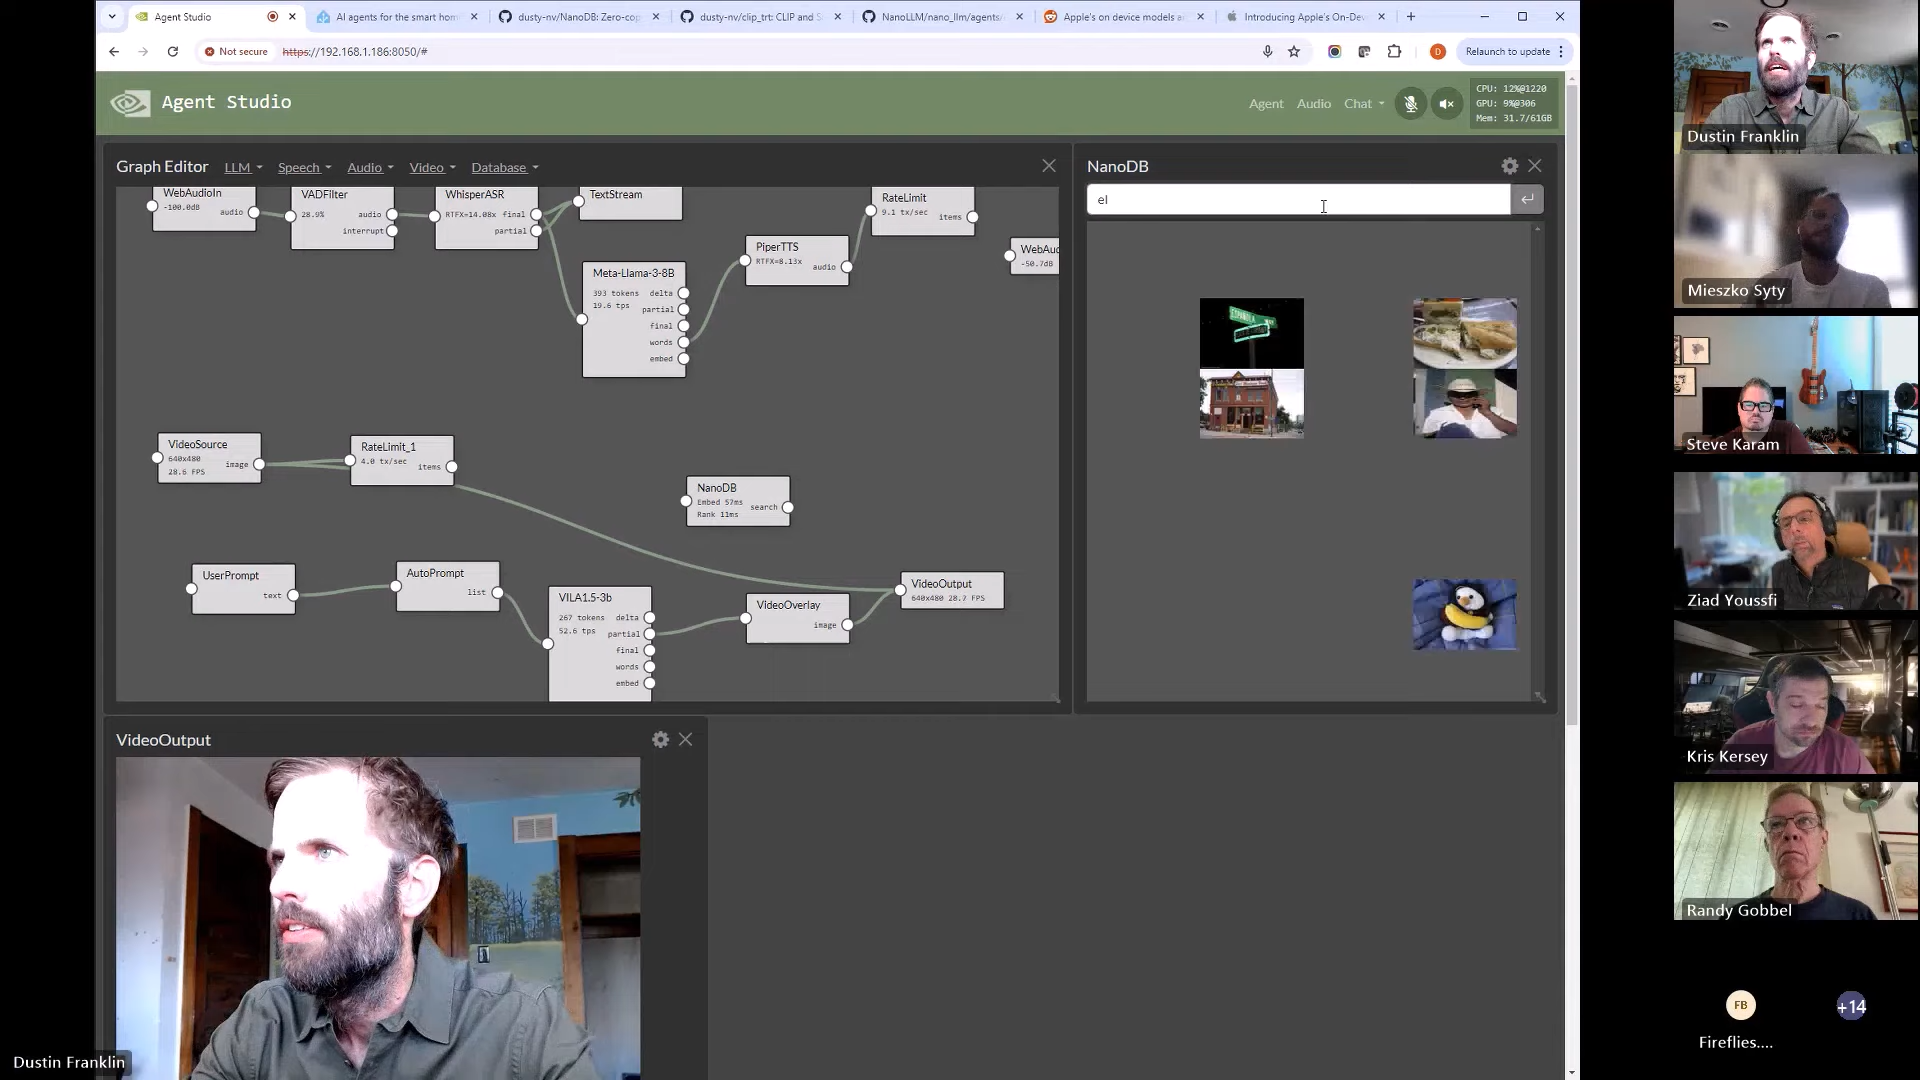 Agent Studio
AI agents for the smart hom
dusty-nv/NanoDB: Zero-cop
dusty-nv/clip_trt: CLIP and S
NanoLLM/nano_llm/agents/
Apple's on device models a
Introducing Apple's On-Dev
Not secure
https://192.168.1.186:8050/#
Relaunch to update
Agent Studio
Agent
Audio
Chat
CPU: 12%@1220
GPU: 9%@306
Mem: 31.7/61GB
Graph Editor
LLM
Speech
Audio
Video
Database
WebAudioIn
-100.0dB
audio
VADFilter
28.9%
audio
interrupt
WhisperASR
RTFX=14.08x
final
partial
TextStream
RateLimit
9.1 tx/sec
items
PiperTTS
RTFX=8.13x
audio
WebAud
-50.7dB
Meta-Llama-3-8B
393 tokens
19.6 tps
delta
partial
final
words
embed
VideoSource
640x480
28.6 FPS
image
RateLimit_1
4.0 tx/sec
items
NanoDB
Embed 57ms
Rank 11ms
search
UserPrompt
text
AutoPrompt
list
VILA1.5-3b
267 tokens
52.6 tps
delta
partial
final
words
embed
VideoOverlay
image
VideoOutput
640x480 28.7 FPS
NanoDB
el
ESPANOLA
VideoOutput
Dustin Franklin
Dustin Franklin
Mieszko Syty
Steve Karam
Ziad Youssfi
Kris Kersey
Randy Gobbel
FB
+14
Fireflies....